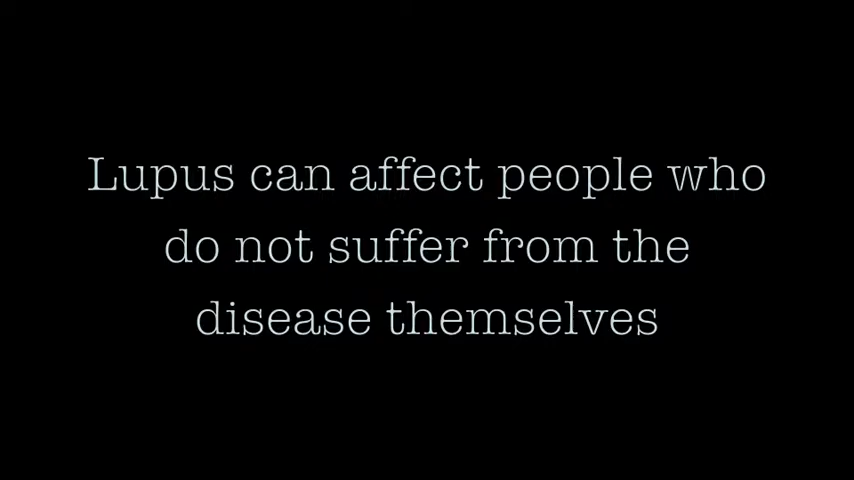 Lupus can affect people who
do not suffer from the
disease themselves